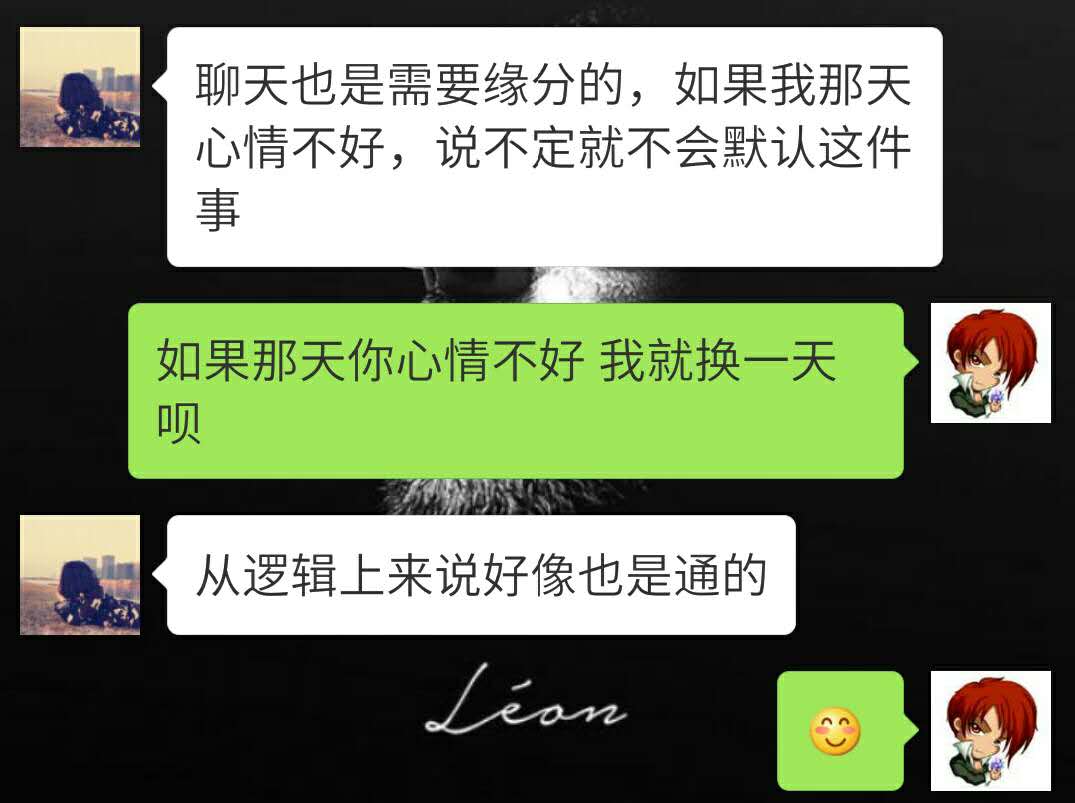 聊天也是需要缘分的，如果我那天
心情不好，说不定就不会默认这件
事
如果那天你心情不好 我就换一天
呗
从逻辑上来说好像也是通的
Léon